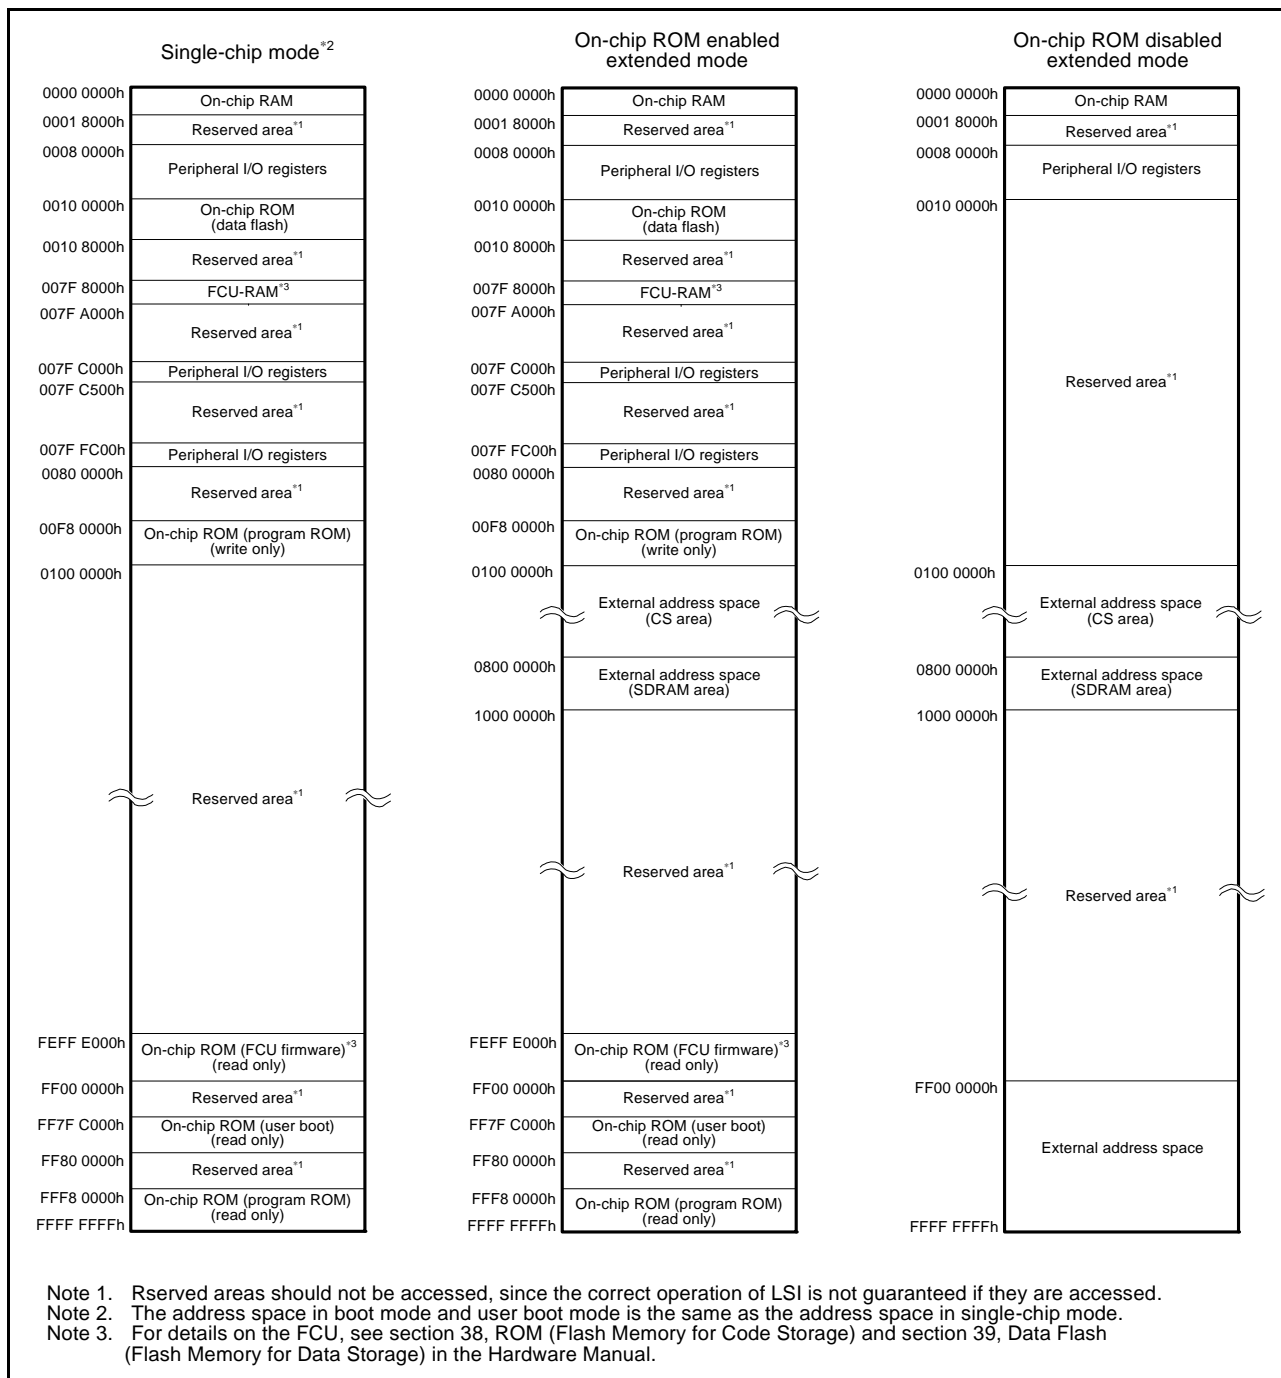 Single-chip mode*2
0000 0000h
On-chip RAM
0001 8000h
Reserved area*1
0008 0000h
Peripheral I/O registers
0010 0000h
On-chip ROM
(data flash)
0010 8000h
Reserved area*1
007F 8000h
FCU-RAM*3
007F A000h
Reserved area*1
007F C000h
Peripheral I/O registers
007F C500h
Reserved area*1
007F FC00h
Peripheral I/O registers
0080 0000h
Reserved area*1
00F8 0000h
On-chip ROM (program ROM)
(write only)
0100 0000h
Reserved area*1
FEFF E000h
On-chip ROM (FCU firmware)*3
(read only)
FF00 0000h
Reserved area*1
FF7F C000h
On-chip ROM (user boot)
(read only)
FF80 0000h
Reserved area*1
FFF8 0000h
On-chip ROM (program ROM)
(read only)
FFFF FFFFh
On-chip ROM enabled
extended mode
0000 0000h
On-chip RAM
0001 8000h
Reserved area*1
0008 0000h
Peripheral I/O registers
0010 0000h
On-chip ROM
(data flash)
0010 8000h
Reserved area*1
007F 8000h
FCU-RAM*3
007F A000h
Reserved area*1
007F C000h
Peripheral I/O registers
007F C500h
Reserved area*1
007F FC00h
Peripheral I/O registers
0080 0000h
Reserved area*1
00F8 0000h
On-chip ROM (program ROM)
(write only)
0100 0000h
External address space
(CS area)
0800 0000h
External address space
(SDRAM area)
1000 0000h
Reserved area*1
FEFF E000h
On-chip ROM (FCU firmware)*3
(read only)
FF00 0000h
Reserved area*1
FF7F C000h
On-chip ROM (user boot)
(read only)
FF80 0000h
Reserved area*1
FFF8 0000h
On-chip ROM (program ROM)
(read only)
FFFF FFFFh
On-chip ROM disabled
extended mode
0000 0000h
On-chip RAM
0001 8000h
Reserved area*1
0008 0000h
Peripheral I/O registers
0010 0000h
Reserved area*1
0100 0000h
External address space
(CS area)
0800 0000h
External address space
(SDRAM area)
1000 0000h
Reserved area*1
FF00 0000h
External address space
FFFF FFFFh
Note 1. Rserved areas should not be accessed, since the correct operation of LSI is not guaranteed if they are accessed.
Note 2. The address space in boot mode and user boot mode is the same as the address space in single-chip mode.
Note 3. For details on the FCU, see section 38, ROM (Flash Memory for Code Storage) and section 39, Data Flash
(Flash Memory for Data Storage) in the Hardware Manual.